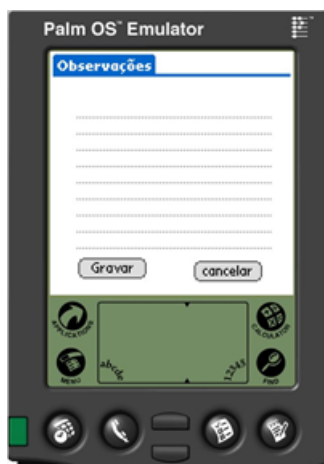 Palm OS™ Emulator
Observações
Gravar
cancelar
APPLICATIONS
CALCULATOR
MENU
abcde
12345
FIND